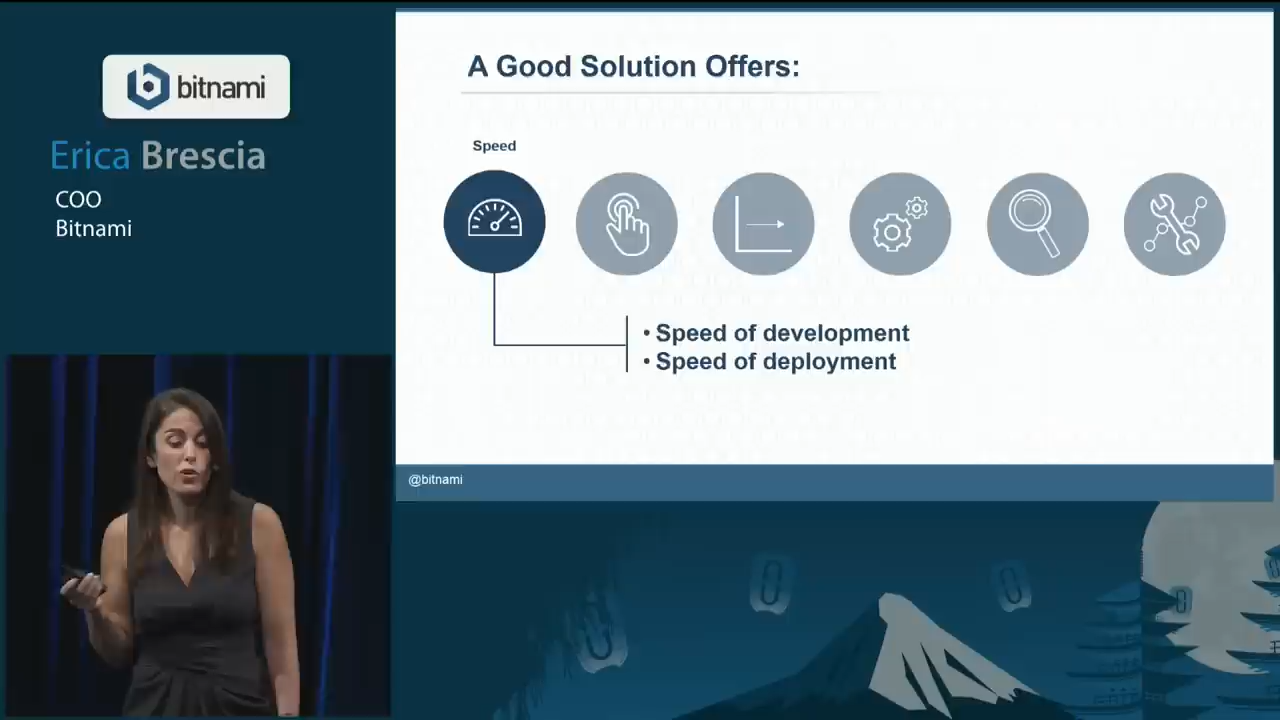 bitnami
Erica Brescia
COO
Bitnami
A Good Solution Offers:
Speed
• Speed of development
• Speed of deployment
@bitnami